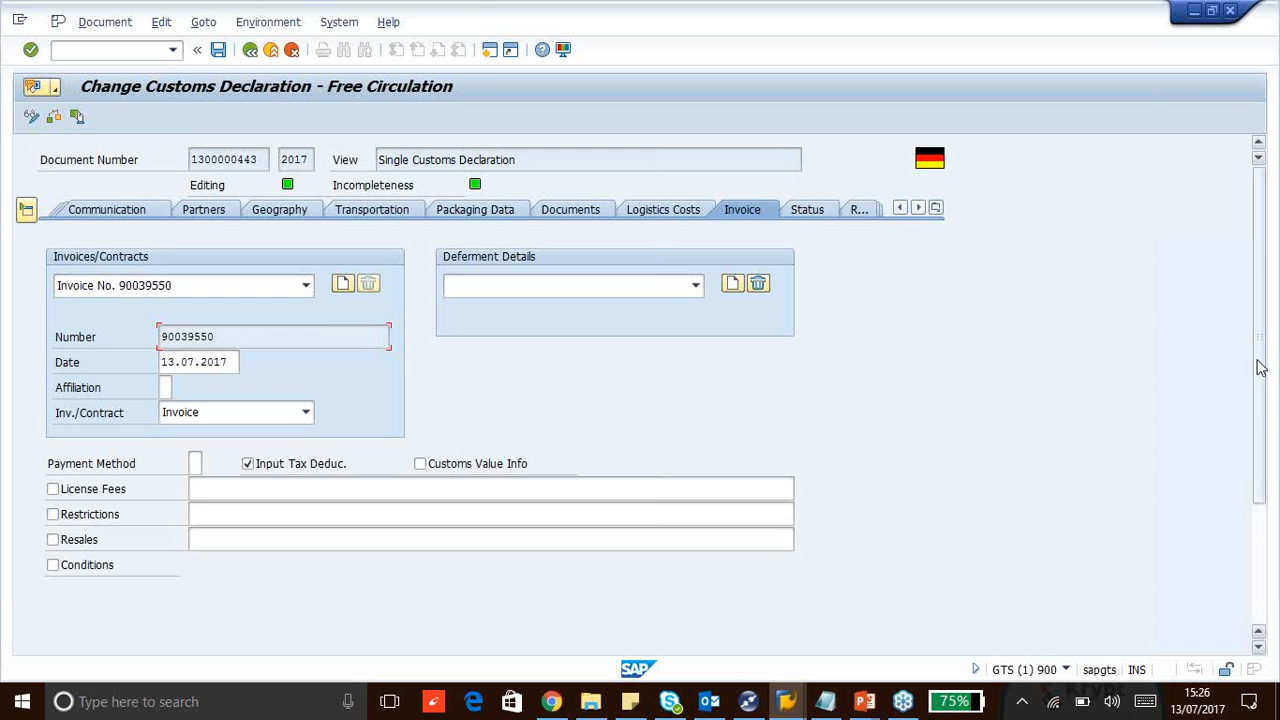 Document Edit Goto Environment System Help
Change Customs Declaration - Free Circulation
Document Number 1300000443 2017 View Single Customs Declaration
Editing Incompleteness
Communication Partners Geography Transportation Packaging Data Documents Logistics Costs Invoice Status R...
Invoices/Contracts Deferment Details
Invoice No. 90039550
Number 90039550
Date 13.07.2017
Affiliation
Inv./Contract Invoice
Payment Method Input Tax Deduc. Customs Value Info
License Fees
Restrictions
Resales
Conditions
SAP GTS (1) 900 sapgts INS
Type here to search 75% 15:26
13/07/2017